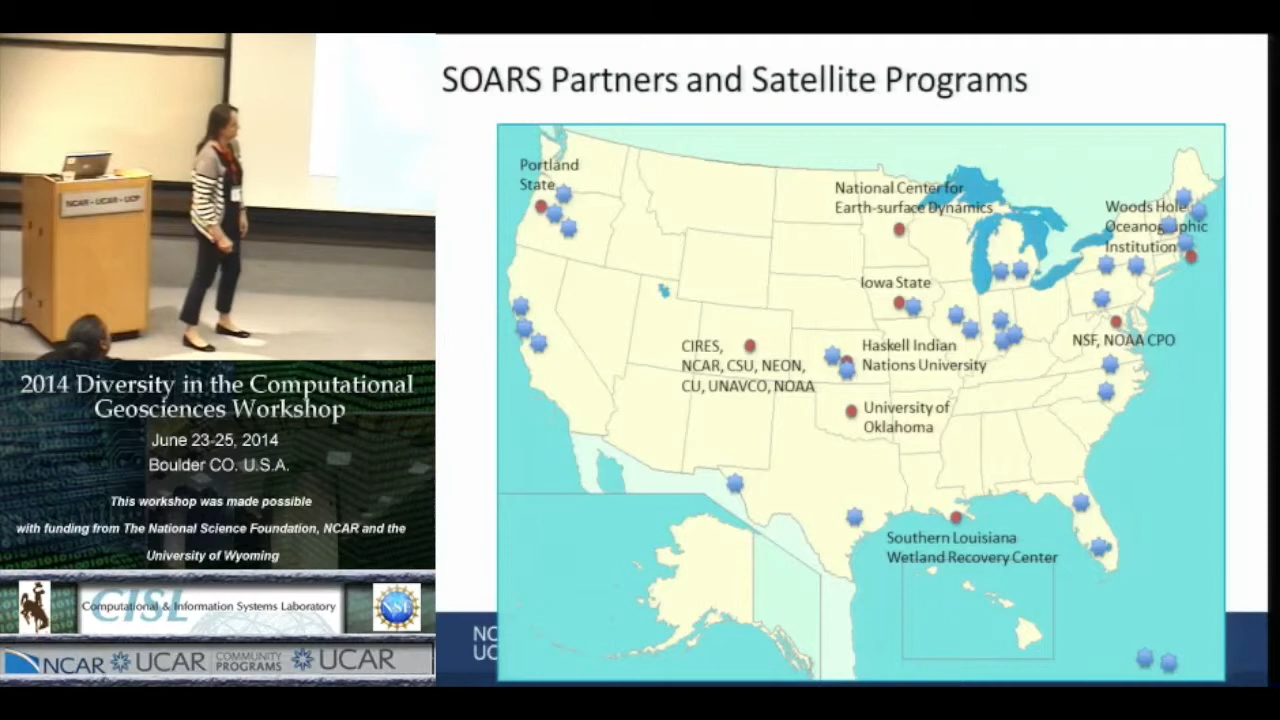 SOARS Partners and Satellite Programs
Portland
State
National Center for
Earth-surface Dynamics
Woods Hole
Oceanographic
Institution
Iowa State
CIRES,
NCAR, CSU, NEON,
CU, UNAVCO, NOAA
Haskell Indian
Nations University
NSF, NOAA CPO
University of
Oklahoma
Southern Louisiana
Wetland Recovery Center
NC
UC
NCAR - UCAR - UCP
2014 Diversity in the Computational
Geosciences Workshop
June 23-25, 2014
Boulder CO. U.S.A.
This workshop was made possible
with funding from The National Science Foundation, NCAR and the
University of Wyoming
CISL
Computational & Information Systems Laboratory
NSF
NCAR
UCAR
COMMUNITY
PROGRAMS
UCAR